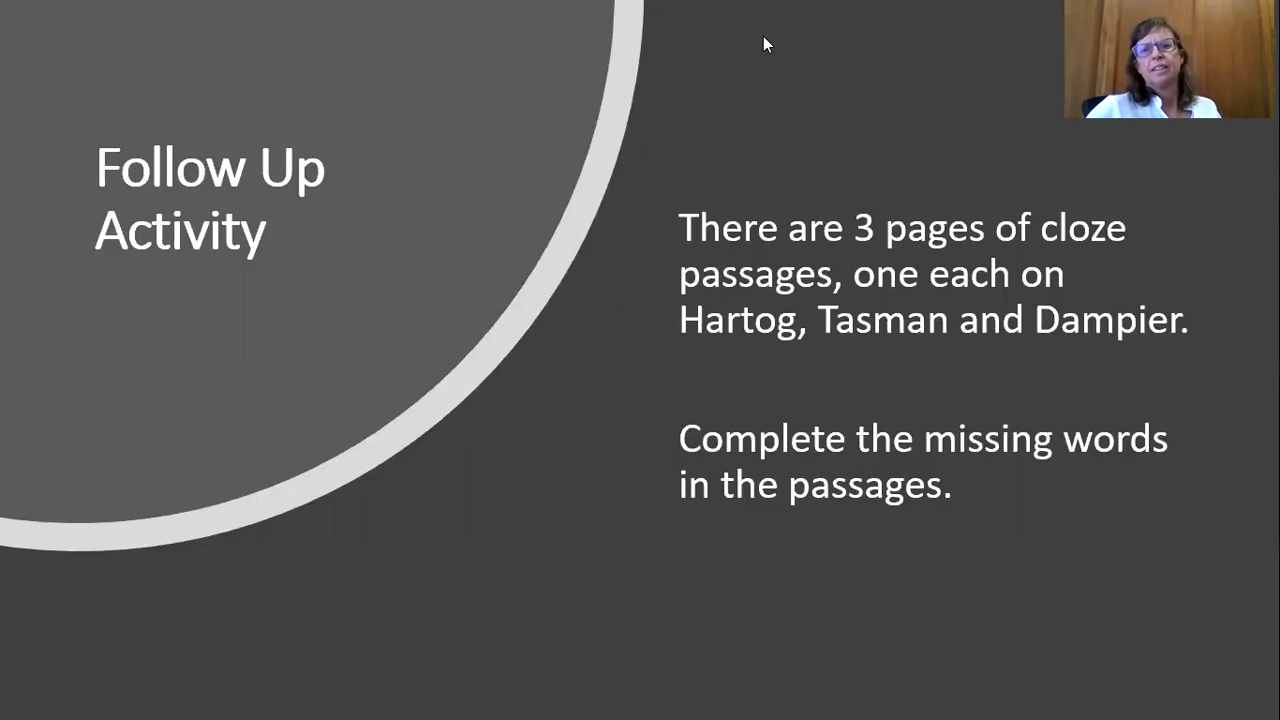 Follow Up
Activity
There are 3 pages of cloze
passages, one each on
Hartog, Tasman and Dampier.
Complete the missing words
in the passages.